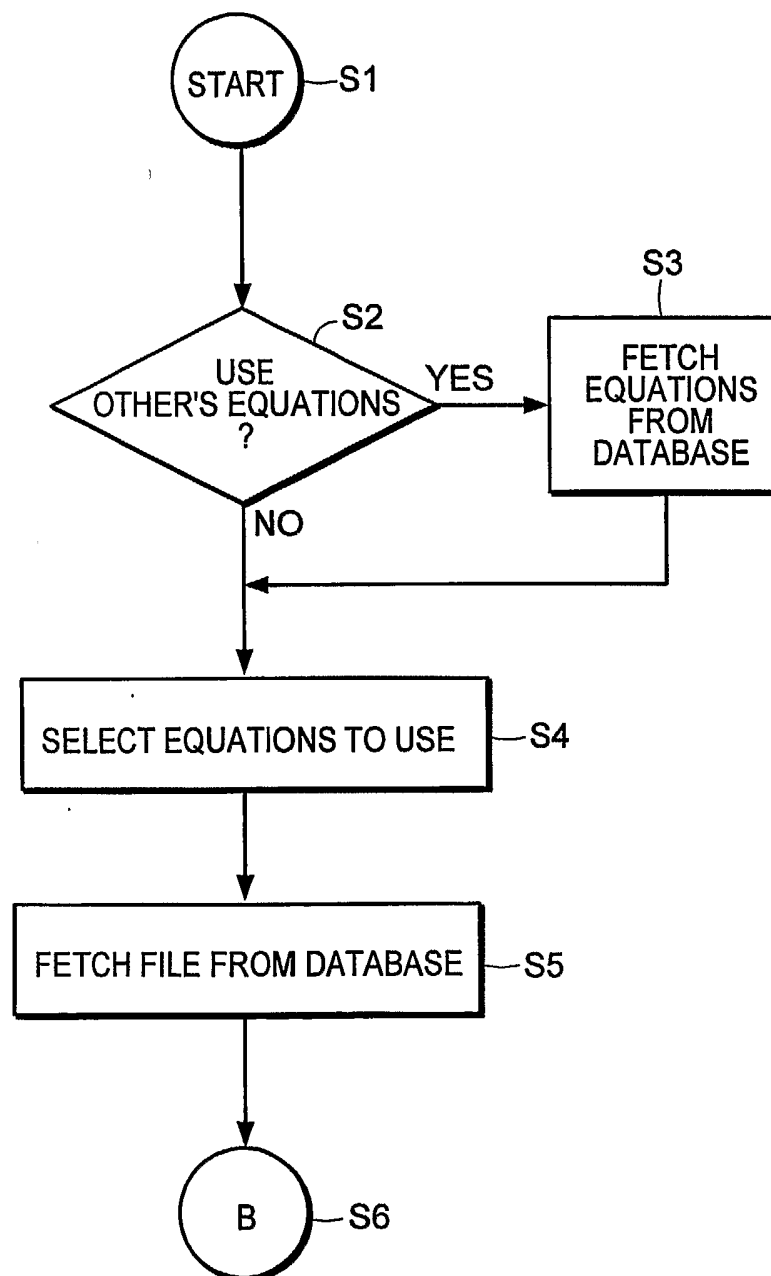 START
S1
S2
USE
OTHER'S EQUATIONS
?
YES
S3
FETCH
EQUATIONS
FROM
DATABASE
NO
SELECT EQUATIONS TO USE
S4
FETCH FILE FROM DATABASE
S5
B
S6